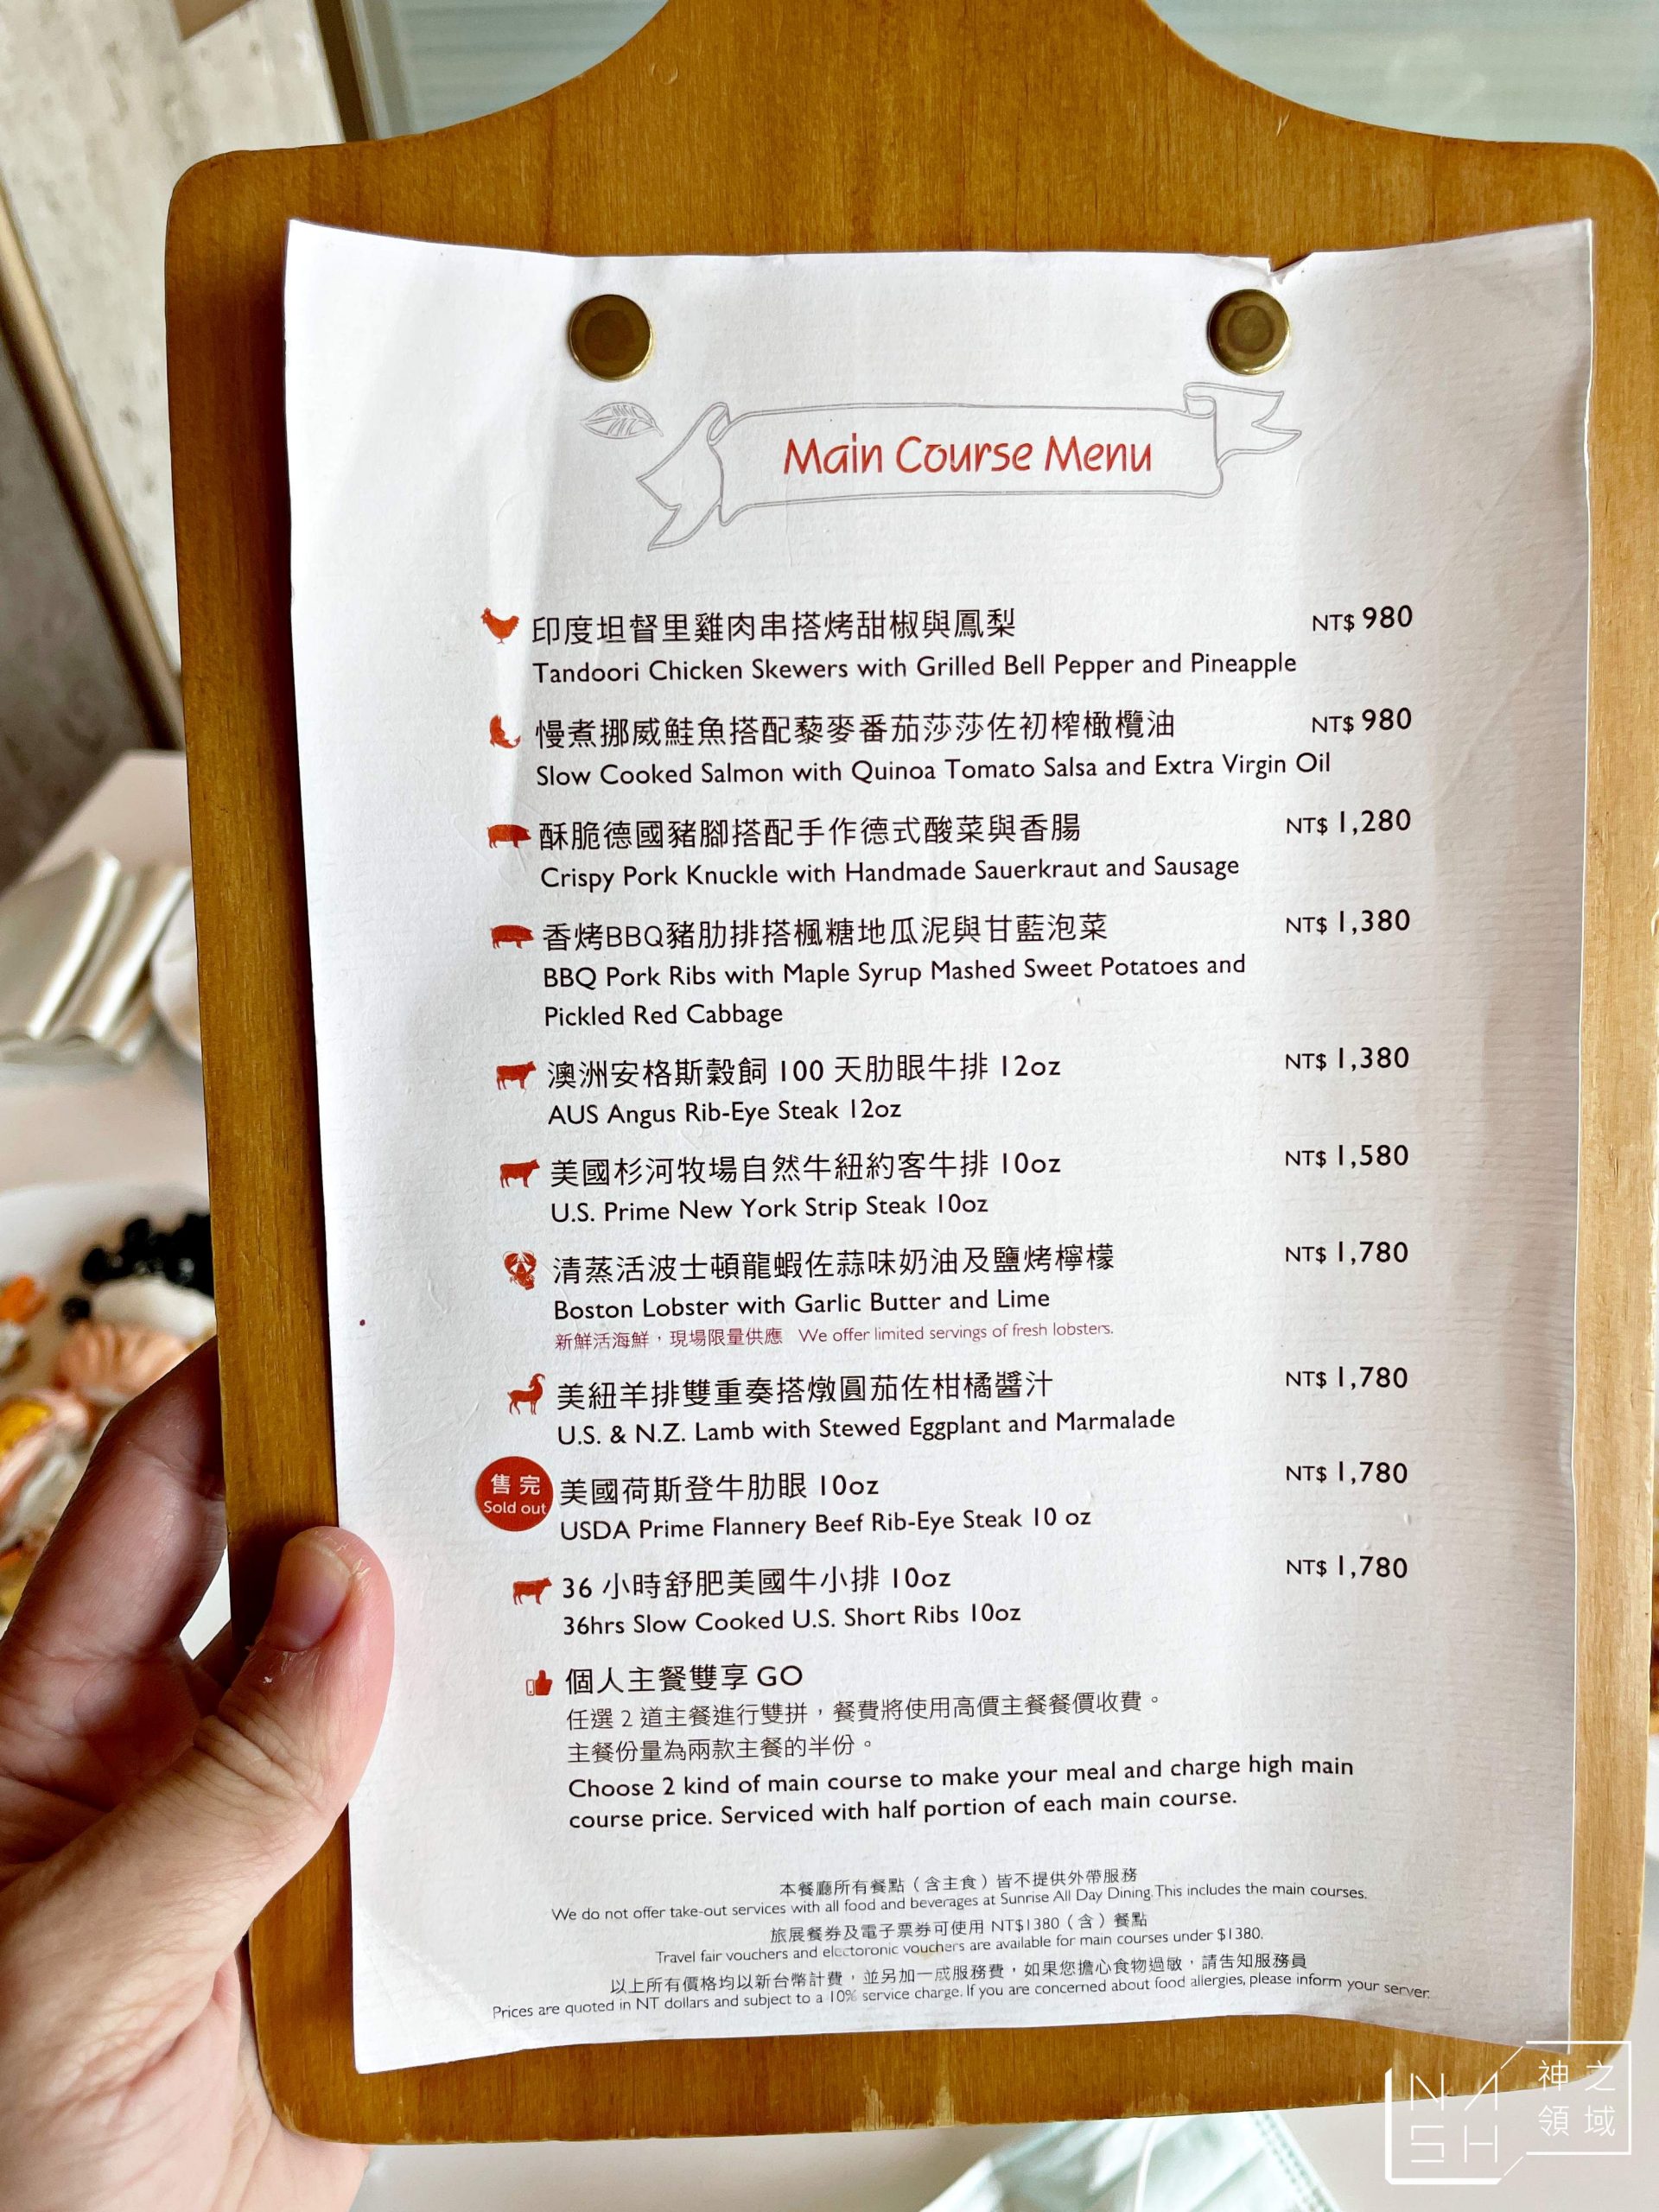 Main Course Menu
印度坦督里雞肉串搭烤甜椒與鳳梨 NT$ 980
Tandoori Chicken Skewers with Grilled Bell Pepper and Pineapple
慢煮挪威鮭魚搭配藜麥番茄莎莎佐初榨橄欖油 NT$ 980
Slow Cooked Salmon with Quinoa Tomato Salsa and Extra Virgin Oil
酥脆德國豬腳搭配手作德式酸菜與香腸 NT$ 1,280
Crispy Pork Knuckle with Handmade Sauerkraut and Sausage
香烤BBQ豬肋排搭楓糖地瓜泥與甘藍泡菜 NT$ 1,380
BBQ Pork Ribs with Maple Syrup Mashed Sweet Potatoes and
Pickled Red Cabbage
澳洲安格斯穀飼 100 天肋眼牛排 12oz NT$ 1,380
AUS Angus Rib-Eye Steak 12oz
美國杉河牧場自然牛紐約客牛排 10oz NT$ 1,580
U.S. Prime New York Strip Steak 10oz
清蒸活波士頓龍蝦佐蒜味奶油及鹽烤檸檬 NT$ 1,780
Boston Lobster with Garlic Butter and Lime
新鮮活海鮮，現場限量供應 We offer limited servings of fresh lobsters.
美紐羊排雙重奏搭燉圓茄佐柑橘醬汁 NT$ 1,780
U.S. & N.Z. Lamb with Stewed Eggplant and Marmalade
售完
Sold out
美國荷斯登牛肋眼 10oz NT$ 1,780
USDA Prime Flannery Beef Rib-Eye Steak 10 oz
36 小時舒肥美國牛小排 10oz NT$ 1,780
36hrs Slow Cooked U.S. Short Ribs 10oz
個人主餐雙享 GO
任選 2 道主餐進行雙拼，餐費將使用高價主餐餐價收費。
主餐份量為兩款主餐的半份。
Choose 2 kind of main course to make your meal and charge high main
course price. Serviced with half portion of each main course.
本餐廳所有餐點（含主食）皆不提供外帶服務
We do not offer take-out services with all food and beverages at Sunrise All Day Dining. This includes the main courses.
旅展餐券及電子票券可使用 NT$1380（含）餐點
Travel fair vouchers and electoronic vouchers are available for main courses under $1380.
以上所有價格均以新台幣計費，並另加一成服務費，如果您擔心食物過敏，請告知服務員
Prices are quoted in NT dollars and subject to a 10% service charge. If you are concerned about food allergies, please inform your server.
NASH
神之領域